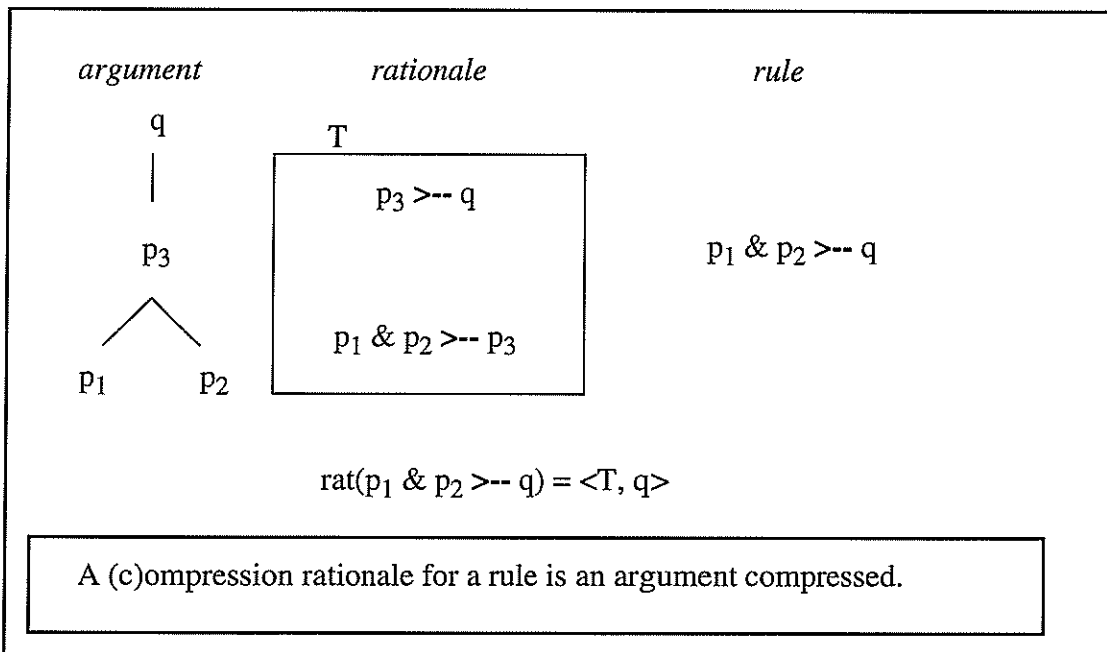 argument rationale rule
q
T
p₃ >-- q
p₃
p₁ & p₂ >-- q
p₁ & p₂ >-- p₃
p₁ p₂
rat(p₁ & p₂ >-- q) = <T, q>
A (c)ompression rationale for a rule is an argument compressed.